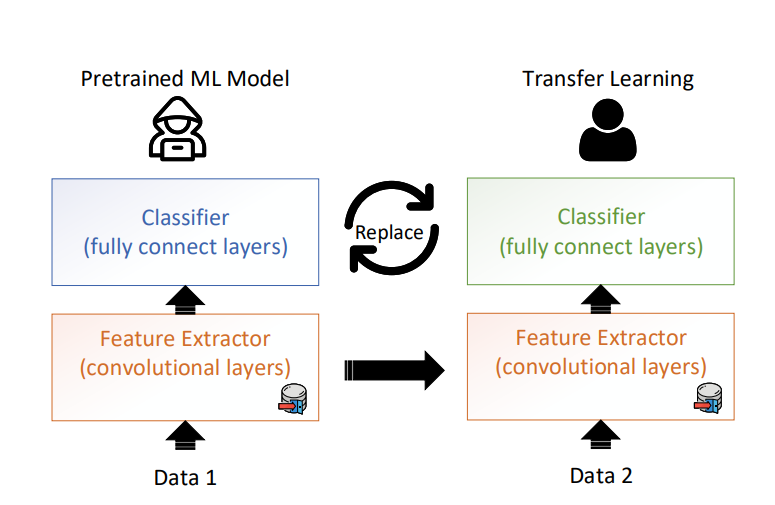 Pretrained ML Model
Transfer Learning
Classifier
(fully connect layers)
Replace
Classifier
(fully connect layers)
Feature Extractor
(convolutional layers)
Feature Extractor
(convolutional layers)
Data 1
Data 2